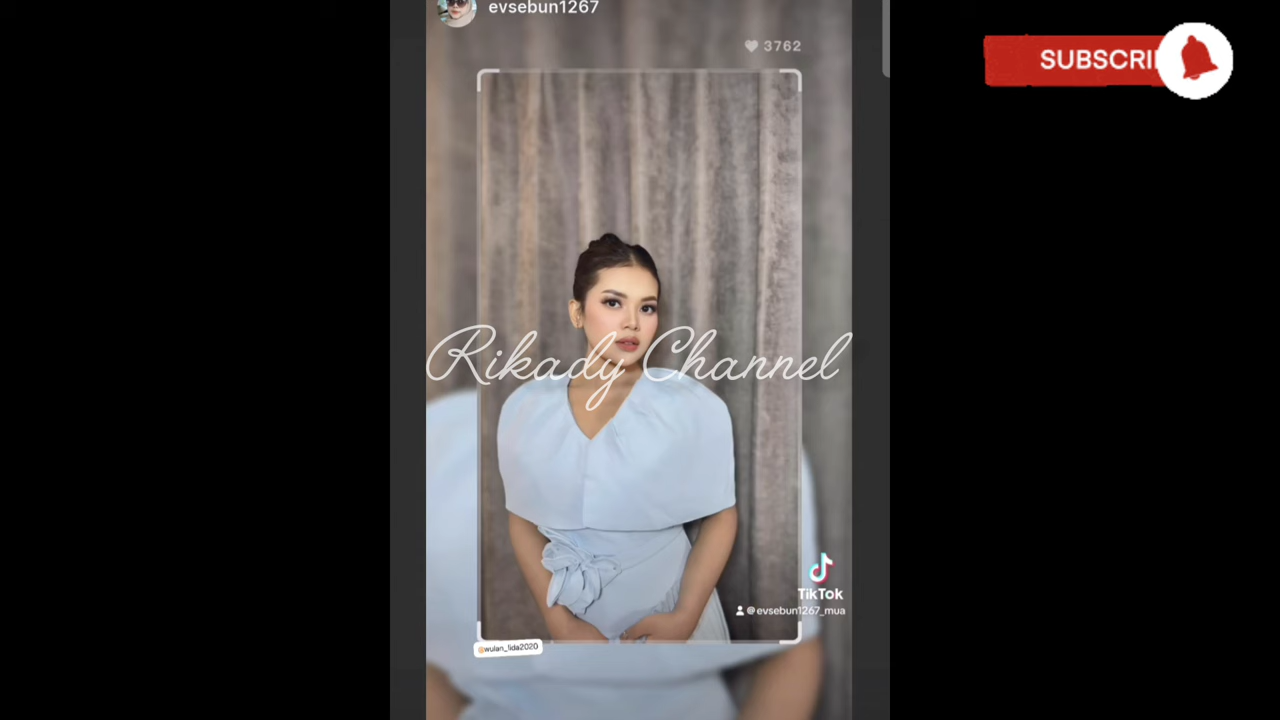 evsebun1267
3762
SUBSCRI
Rikady Channel
TikTok
@evsebun1267_mua
@wulan_lida2020